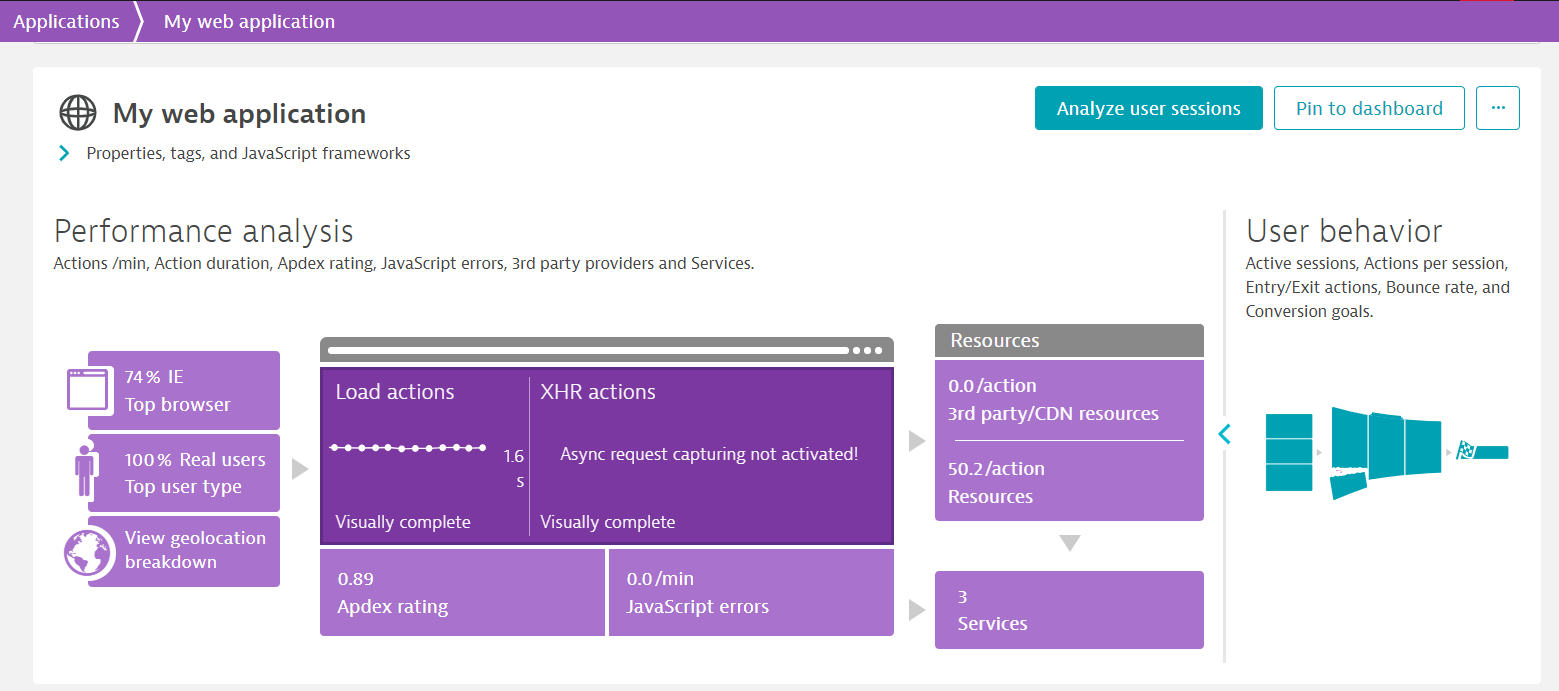 Applications
My web application
My web application
Analyze user sessions
Pin to dashboard
...
Properties, tags, and JavaScript frameworks
Performance analysis
Actions /min, Action duration, Apdex rating, JavaScript errors, 3rd party providers and Services.
User behavior
Active sessions, Actions per session,
Entry/Exit actions, Bounce rate, and
Conversion goals.
74% IE
Top browser
100% Real users
Top user type
View geolocation
breakdown
Load actions
1.6
s
Visually complete
XHR actions
Async request capturing not activated!
Visually complete
0.89
Apdex rating
0.0/min
JavaScript errors
Resources
0.0/action
3rd party/CDN resources
50.2/action
Resources
3
Services